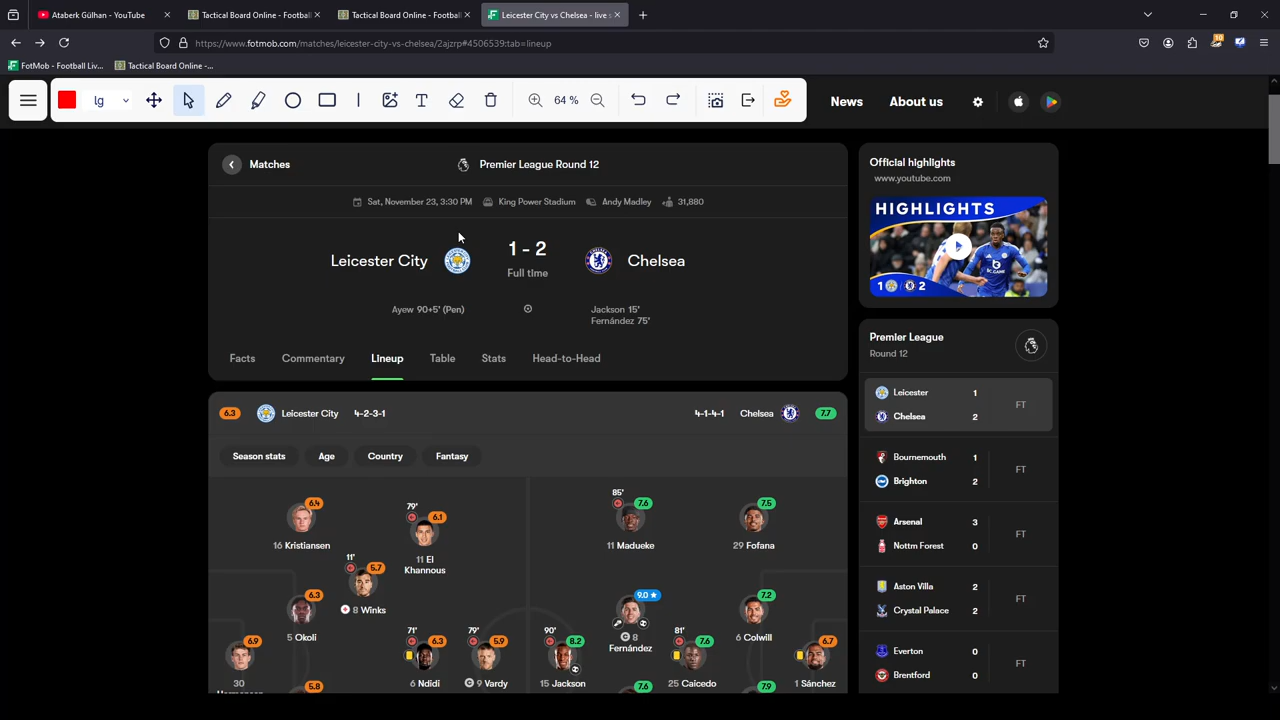 Ataberk Gülhan - YouTube
Tactical Board Online - Footbal
Tactical Board Online - Footbal
Leicester City vs Chelsea - live s
https://www.fotmob.com/matches/leicester-city-vs-chelsea/2ajzrp#4506539:tab=lineup
10
FotMob - Football Liv...
Tactical Board Online -...
lg
T
64 %
News
About us
Matches
Premier League Round 12
Sat, November 23, 3:30 PM
King Power Stadium
Andy Madley
31,880
Leicester City
1 - 2
Full time
Chelsea
Ayew 90+5' (Pen)
Jackson 15'
Fernández 75'
Facts
Commentary
Lineup
Table
Stats
Head-to-Head
6.3
Leicester City
4-2-3-1
4-1-4-1
Chelsea
7.7
Season stats
Age
Country
Fantasy
6.4
16 Kristiansen
79'
6.1
11 El
Khannous
85'
7.6
11 Madueke
7.5
29 Fofana
11'
5.7
8 Winks
6.3
5 Okoli
9.0
C 8
Fernández
7.2
6 Colwill
6.9
30
71'
6.3
6 Ndidi
79'
5.9
C 9 Vardy
90'
8.2
15 Jackson
81'
7.6
25 Caicedo
6.7
1 Sánchez
5.8
7.6
7.9
Official highlights
www.youtube.com
HIGHLIGHTS
BC.GAME
1
2
Premier League
Round 12
Leicester 1
Chelsea 2
FT
Bournemouth 1
Brighton 2
FT
Arsenal 3
Nottm Forest 0
FT
Aston Villa 2
Crystal Palace 2
FT
Everton 0
Brentford 0
FT